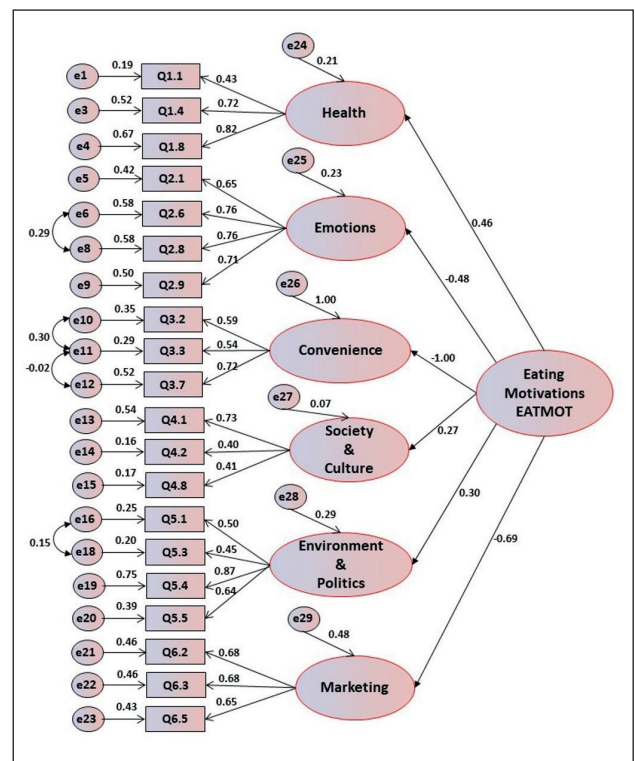 e24
0.21
e1 0.19 Q1.1 0.43
e3 0.52 Q1.4 0.72 Health
e4 0.67 Q1.8 0.82
e25
0.23
e5 0.42 Q2.1 0.65
e6 0.58 Q2.6 0.76 Emotions
0.29
e8 0.58 Q2.8 0.76
e9 0.50 Q2.9 0.71
0.46
-0.48
e26
1.00
e10 0.35 Q3.2 0.59
0.30
e11 0.29 Q3.3 0.54 Convenience
-0.02
e12 0.52 Q3.7 0.72
-1.00
Eating
Motivations
EATMOT
e27
0.07
e13 0.54 Q4.1 0.73
e14 0.16 Q4.2 0.40
e15 0.17 Q4.8 0.41
Society
&
Culture
0.27
e28
0.29
e16 0.25 Q5.1 0.50
0.15
e18 0.20 Q5.3 0.45
e19 0.75 Q5.4 0.87
e20 0.39 Q5.5 0.64
Environment
&
Politics
0.30
-0.69
e29
0.48
e21 0.46 Q6.2 0.68
e22 0.46 Q6.3 0.68 Marketing
e23 0.43 Q6.5 0.65